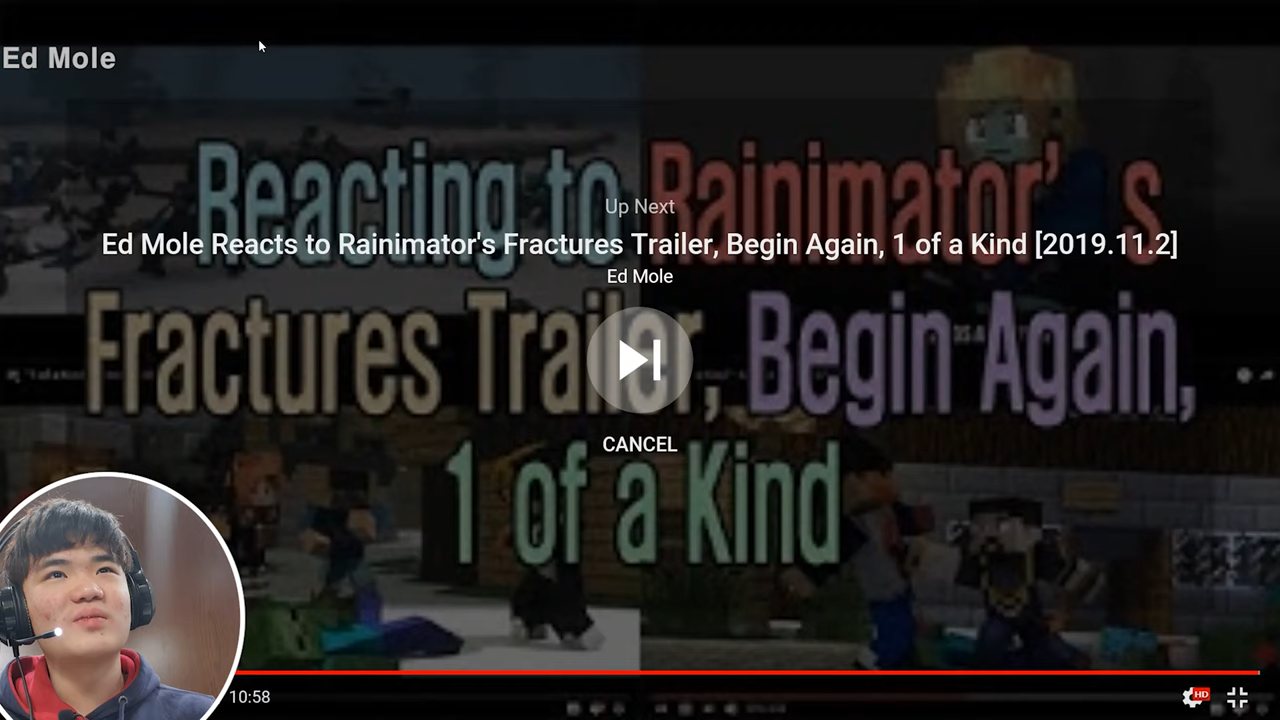 Ed Mole
Reacting to Rainimator's
Up Next
Ed Mole Reacts to Rainimator's Fractures Trailer, Begin Again, 1 of a Kind [2019.11.2]
Ed Mole
Fractures Trailer, Begin Again,
CANCEL
1 of a Kind
10:58
HD